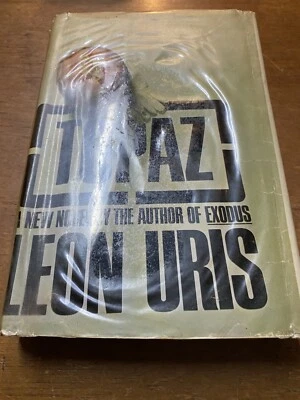 TOPAZ
A NEW NOVEL BY THE AUTHOR OF EXODUS
LEON URIS